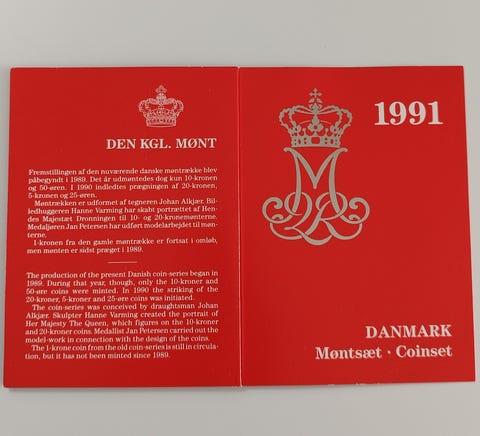 DEN KGL. MØNT
Fremstillingen af den nuværende danske møntrække blev
påbegyndt i 1989. Det år udmøntedes dog kun 10-kronen
og 50-øren. I 1990 indledtes prægningen af 20-kronen,
5-kronen og 25-øren.
Møntrækken er udformet af tegneren Johan Alkjær. Bil-
ledhuggeren Hanne Varming har skabt portrættet af Hen-
des Majestæt Dronningen til 10- og 20-kronemønterne.
Medaljøren Jan Petersen har udført modelarbejdet til møn-
terne.
1-kronen fra den gamle møntrække er fortsat i omløb,
men mønten er sidst præget i 1989.
The production of the present Danish coin-series began in
1989. During that year, though, only the 10-kroner and
50-øre coins were minted. In 1990 the striking of the
20-kroner, 5-kroner and 25-øre coins was initiated.
The coin-series was conceived by draughtsman Johan
Alkjær. Skulpter Hanne Varming created the portrait of
Her Majesty The Queen, which figures on the 10-kroner
and 20-kroner coins. Medallist Jan Petersen carried out the
model-work in connection with the design of the coins.
The 1-krone coin from the old coin-series is still in circula-
tion, but it has not been minted since 1989.
1991
DANMARK
Møntsæt · Coinset